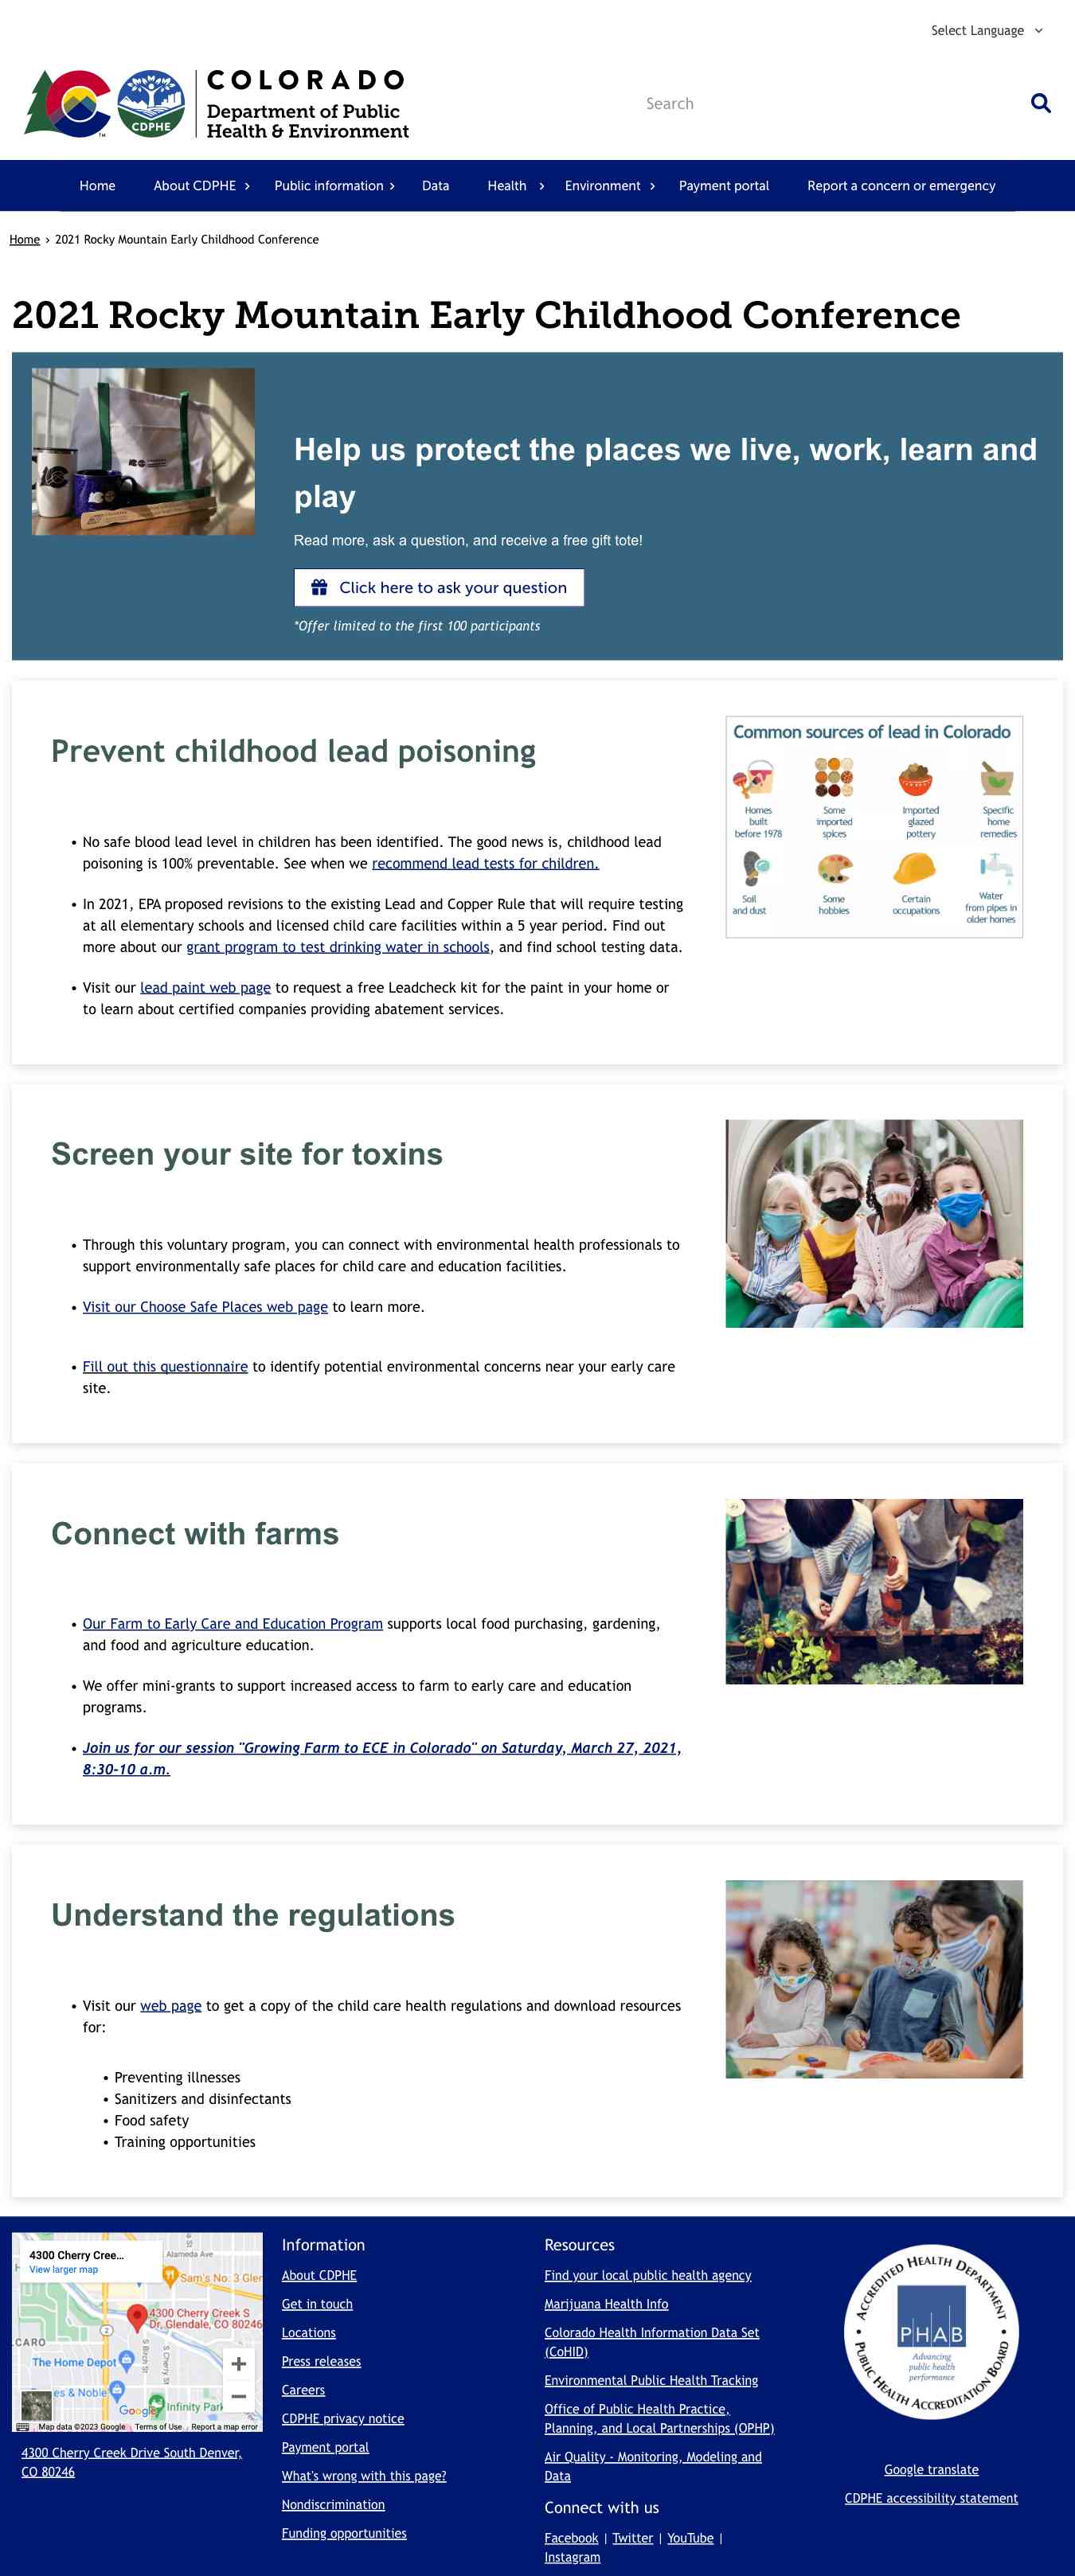 Select Language
COLORADO
Department of Public
Health & Environment
CDPHE
TM
Search
Home
About CDPHE
Public information
Data
Health
Environment
Payment portal
Report a concern or emergency
Home › 2021 Rocky Mountain Early Childhood Conference
2021 Rocky Mountain Early Childhood Conference
Help us protect the places we live, work, learn and
play
Read more, ask a question, and receive a free gift tote!
Click here to ask your question
*Offer limited to the first 100 participants
Prevent childhood lead poisoning
• No safe blood lead level in children has been identified. The good news is, childhood lead
poisoning is 100% preventable. See when we recommend lead tests for children.
• In 2021, EPA proposed revisions to the existing Lead and Copper Rule that will require testing
at all elementary schools and licensed child care facilities within a 5 year period. Find out
more about our grant program to test drinking water in schools, and find school testing data.
• Visit our lead paint web page to request a free Leadcheck kit for the paint in your home or
to learn about certified companies providing abatement services.
Common sources of lead in Colorado
Homes
built
before 1978
Some
imported
spices
Imported
glazed
pottery
Specific
home
remedies
Soil
and dust
Some
hobbies
Certain
occupations
Water
from pipes in
older homes
Screen your site for toxins
• Through this voluntary program, you can connect with environmental health professionals to
support environmentally safe places for child care and education facilities.
• Visit our Choose Safe Places web page to learn more.
• Fill out this questionnaire to identify potential environmental concerns near your early care
site.
Connect with farms
• Our Farm to Early Care and Education Program supports local food purchasing, gardening,
and food and agriculture education.
• We offer mini-grants to support increased access to farm to early care and education
programs.
• Join us for our session "Growing Farm to ECE in Colorado" on Saturday, March 27, 2021,
8:30-10 a.m.
Understand the regulations
• Visit our web page to get a copy of the child care health regulations and download resources
for:
• Preventing illnesses
• Sanitizers and disinfectants
• Food safety
• Training opportunities
4300 Cherry Cree...
View larger map
Alameda Ave
Sam's No. 3 Glen
4300 Cherry Creek S
Dr, Glendale, CO 80246
CARO
2
S Birch St
S Cherry St
The Home Depot
es & Noble
Google
Infinity Park
Map data ©2023 Google
Terms of Use
Report a map error
4300 Cherry Creek Drive South Denver,
CO 80246
Information
About CDPHE
Get in touch
Locations
Press releases
Careers
CDPHE privacy notice
Payment portal
What's wrong with this page?
Nondiscrimination
Funding opportunities
Resources
Find your local public health agency
Marijuana Health Info
Colorado Health Information Data Set
(CoHID)
Environmental Public Health Tracking
Office of Public Health Practice,
Planning, and Local Partnerships (OPHP)
Air Quality - Monitoring, Modeling and
Data
Connect with us
Facebook | Twitter | YouTube |
Instagram
ACCREDITED HEALTH DEPARTMENT
PHAB
Advancing
public health
performance
PUBLIC HEALTH ACCREDITATION BOARD
Google translate
CDPHE accessibility statement